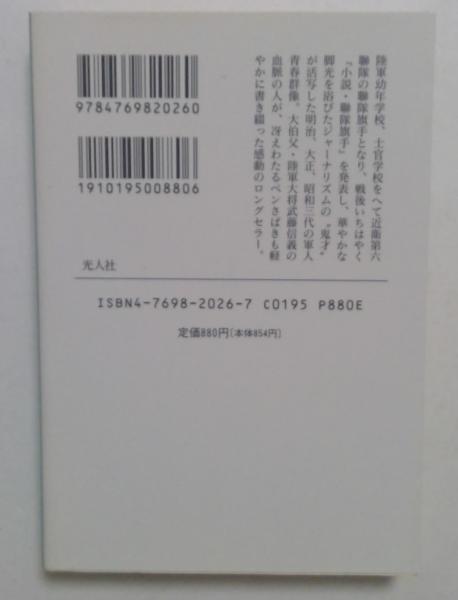 陸軍幼年学校、士官学校をへて近衛第六
聯隊の聯隊旗手となり、戦後いちはやく
『小説・聯隊旗手』を発表し、華やかな
脚光を浴びたジャーナリズムの〝鬼才〟
が活写した明治、大正、昭和三代の軍人
青春群像。大伯父・陸軍大将武藤信義の
血脈の人が、冴えわたるペンさばきも軽
やかに書き綴った感動のロングセラー。
9784769820260
1910195008806
光人社
ISBN4-7698-2026-7 C0195 P880E
定価880円〔本体854円〕